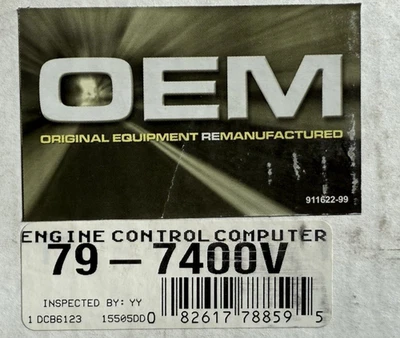 OEM
ORIGINAL EQUIPMENT REMANUFACTURED
911622-99
ENGINE CONTROL COMPUTER
79-7400V
INSPECTED BY: YY
1 DCB6123 15505DD
0 82617 78859 5